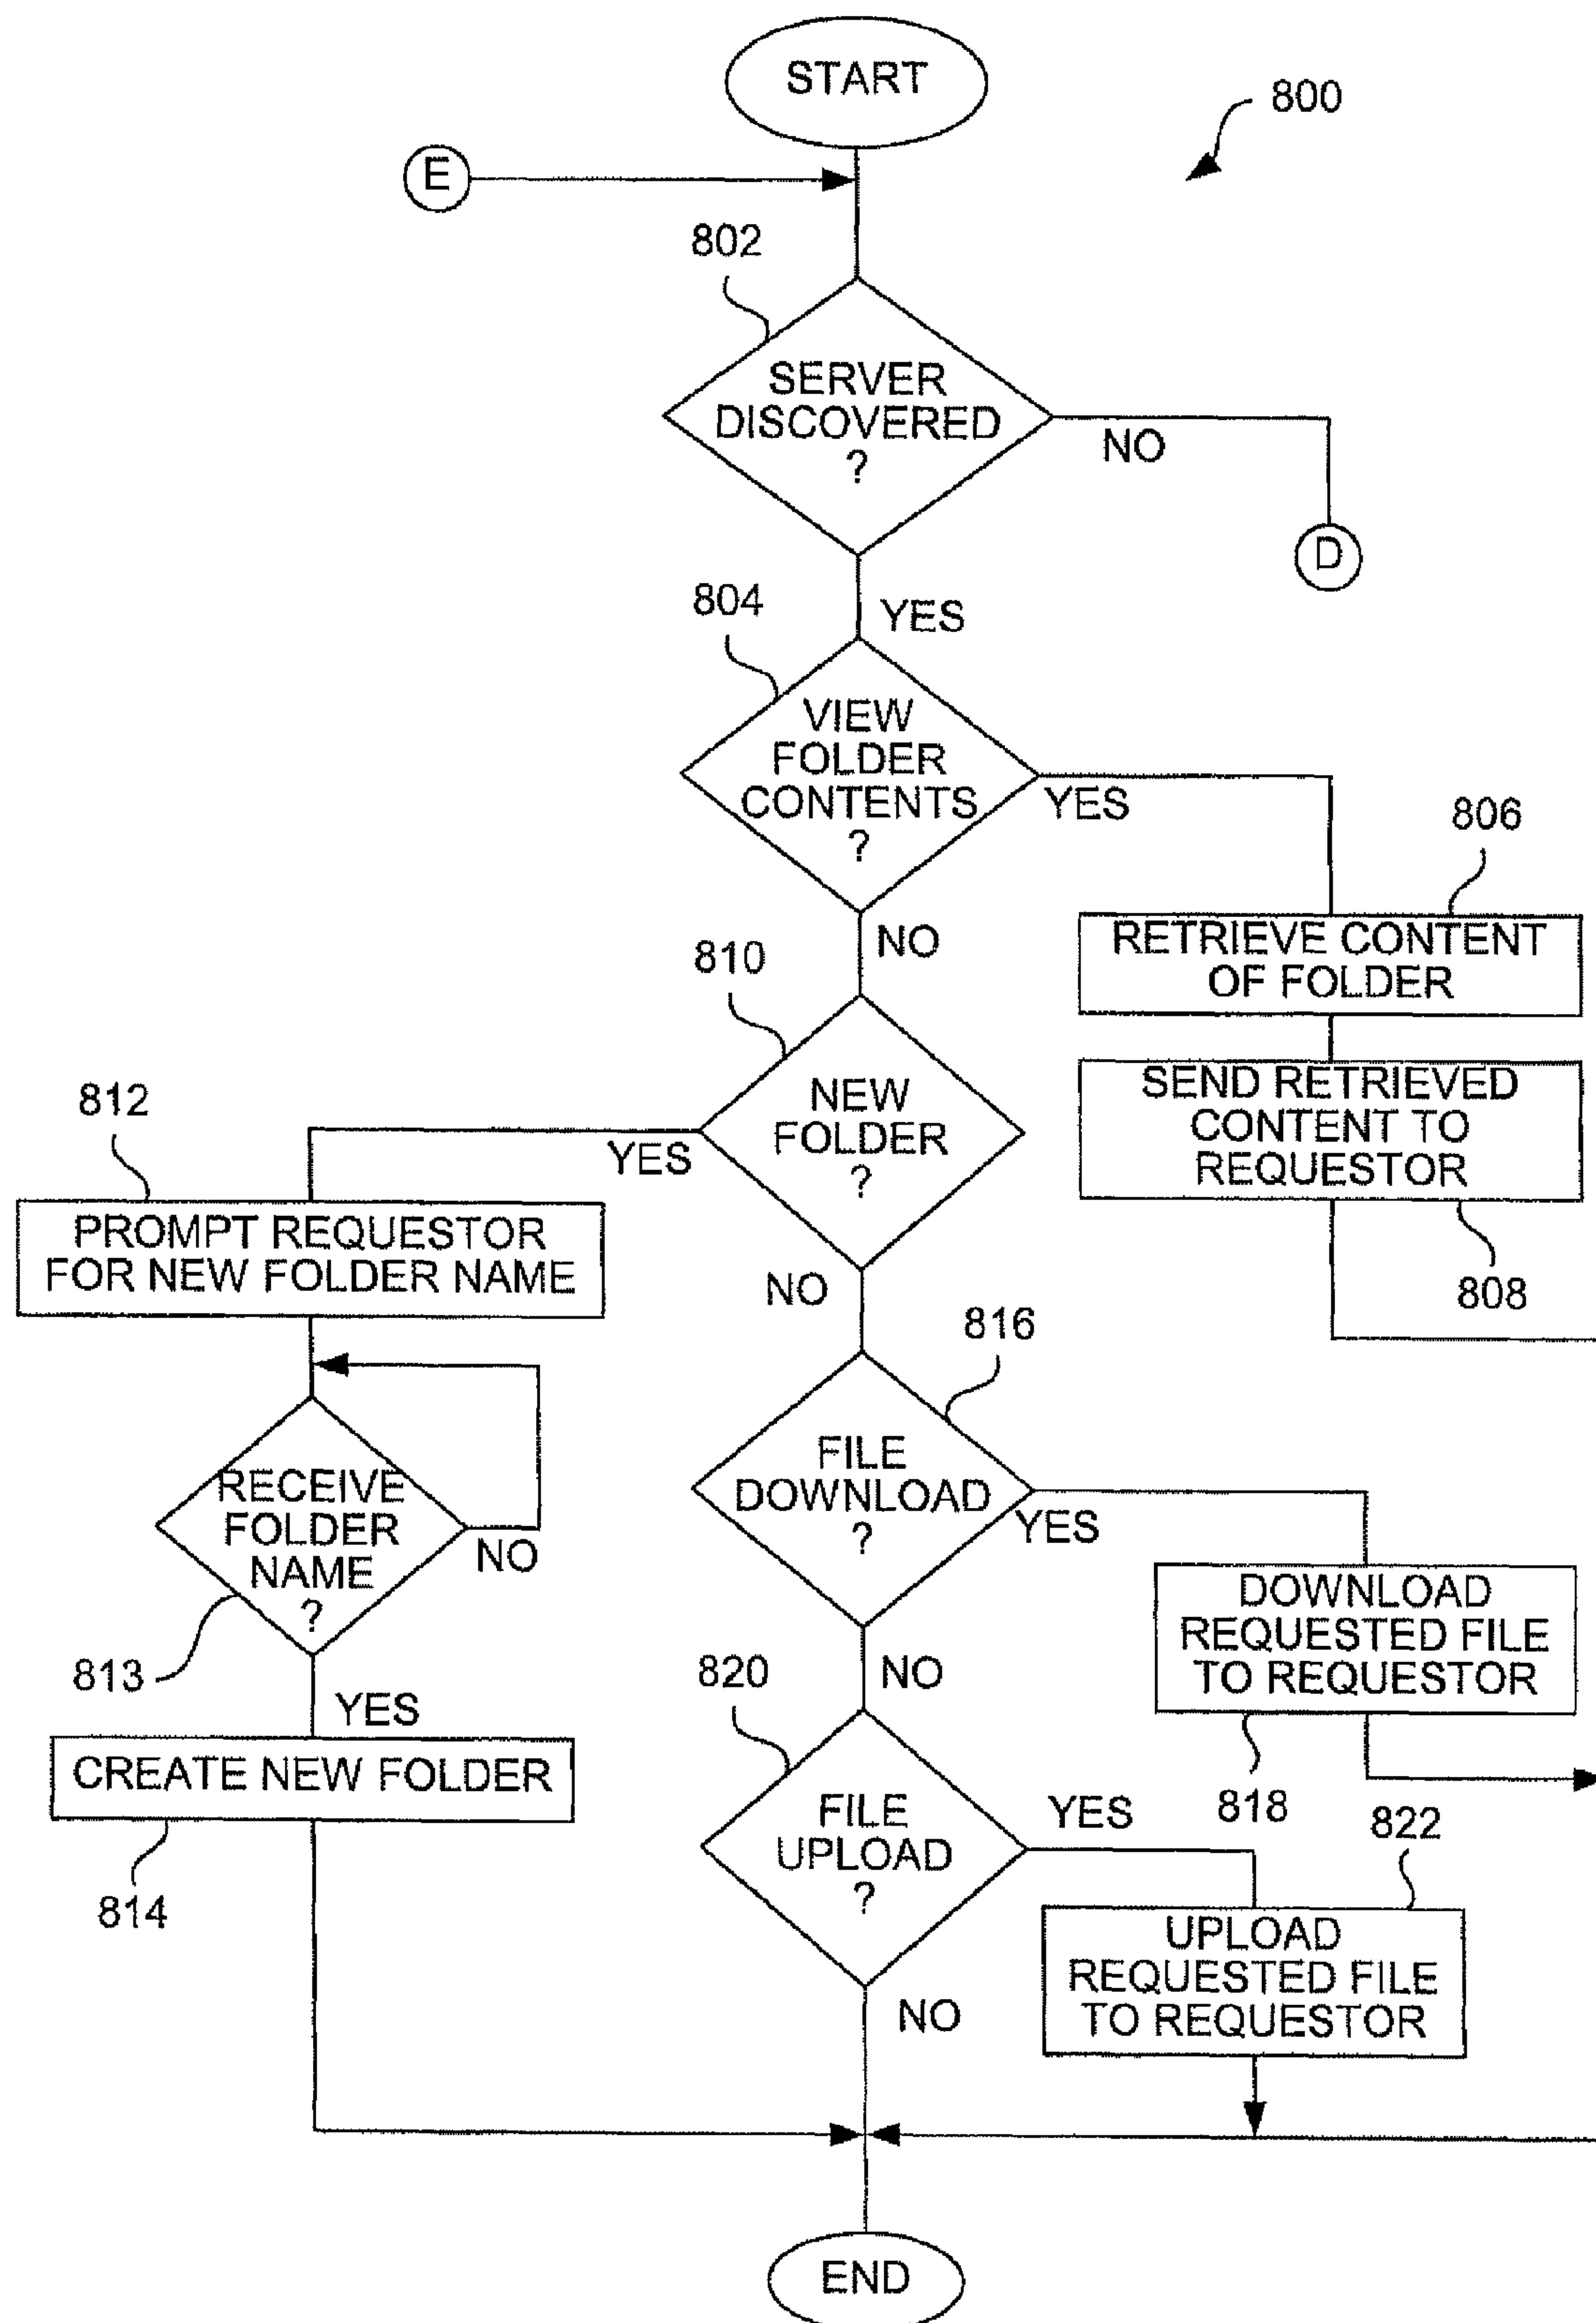 START
800
E
802
SERVER
DISCOVERED
?
NO
D
804
YES
VIEW
FOLDER
CONTENTS
?
YES
806
RETRIEVE CONTENT
OF FOLDER
NO
810
SEND RETRIEVED
CONTENT TO
REQUESTOR
808
NEW
FOLDER
?
YES
812
PROMPT REQUESTOR
FOR NEW FOLDER NAME
NO
816
RECEIVE
FOLDER
NAME
?
NO
813
YES
CREATE NEW FOLDER
814
FILE
DOWNLOAD
?
YES
DOWNLOAD
REQUESTED FILE
TO REQUESTOR
818
NO
820
FILE
UPLOAD
?
YES
822
UPLOAD
REQUESTED FILE
TO REQUESTOR
NO
END